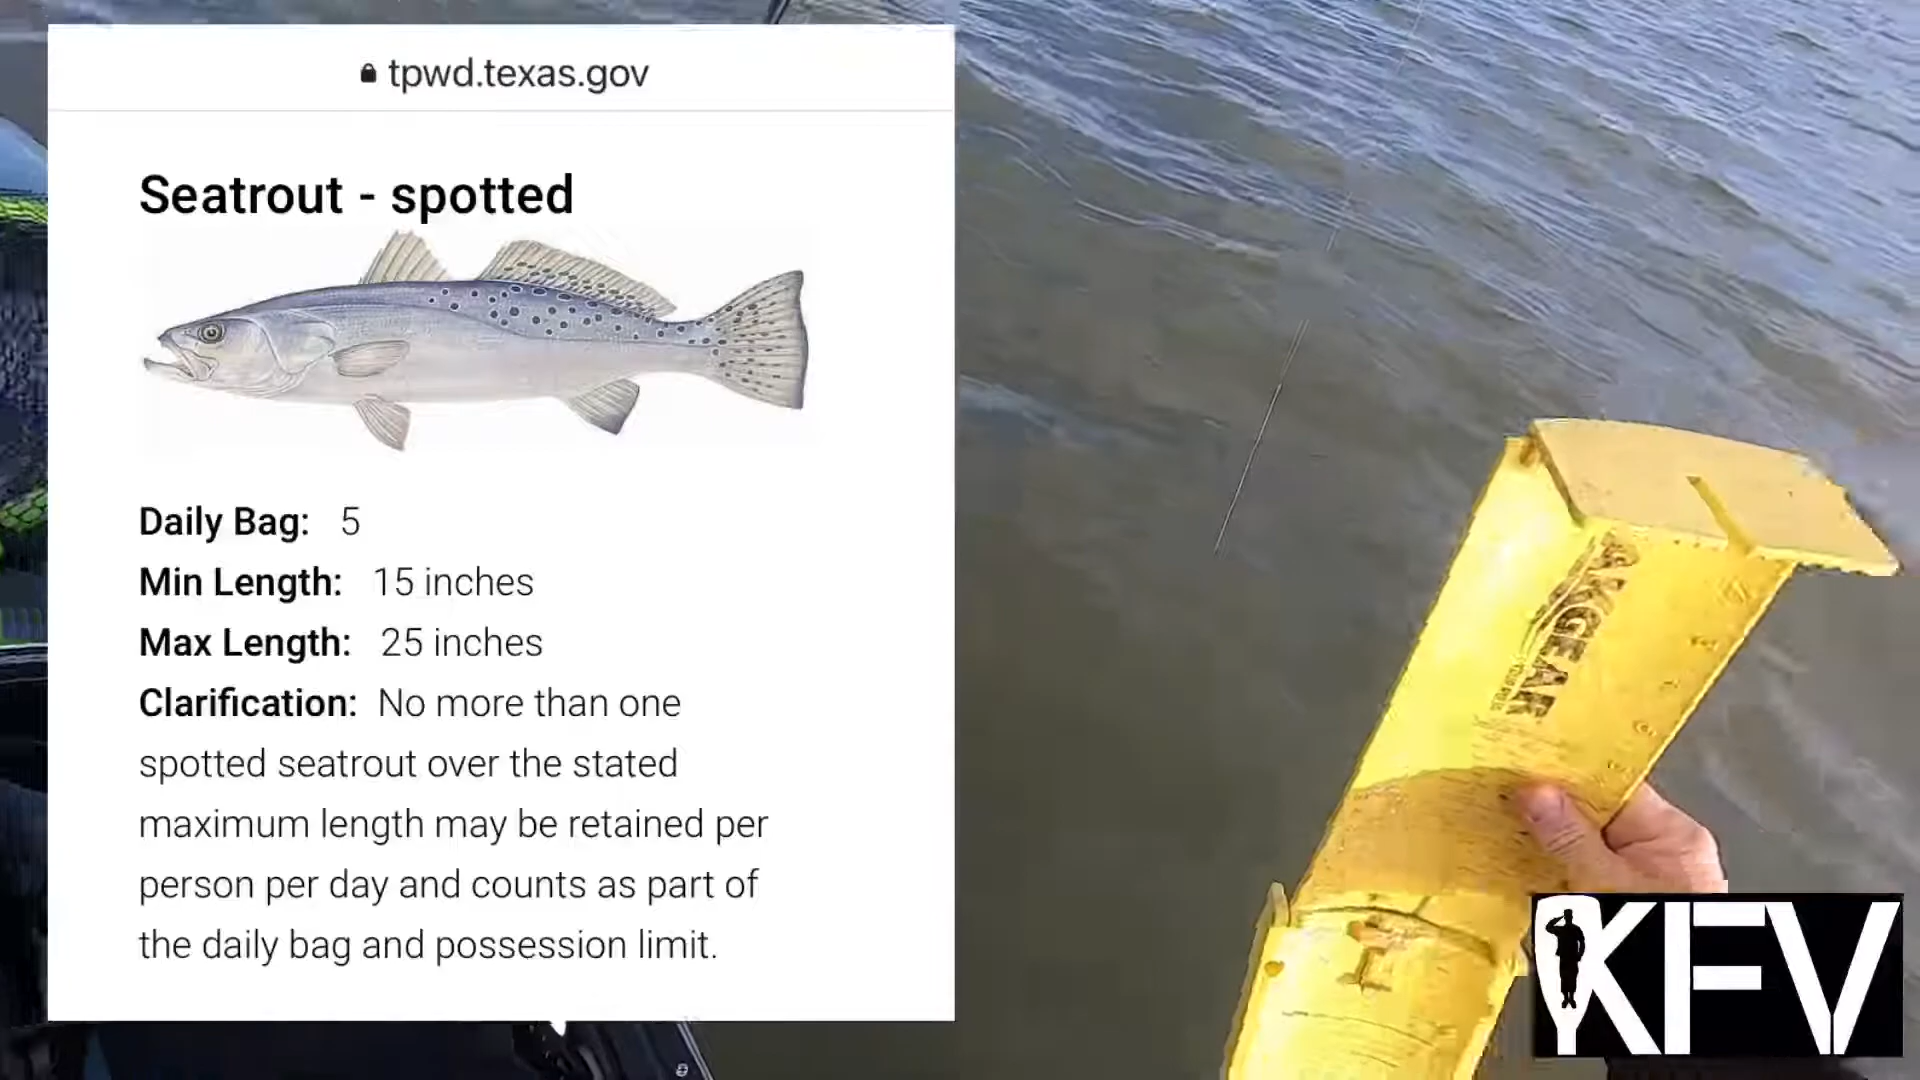 tpwd.texas.gov
Seatrout - spotted
Daily Bag: 5
Min Length: 15 inches
Max Length: 25 inches
Clarification: No more than one
spotted seatrout over the stated
maximum length may be retained per
person per day and counts as part of
the daily bag and possession limit.
KFV